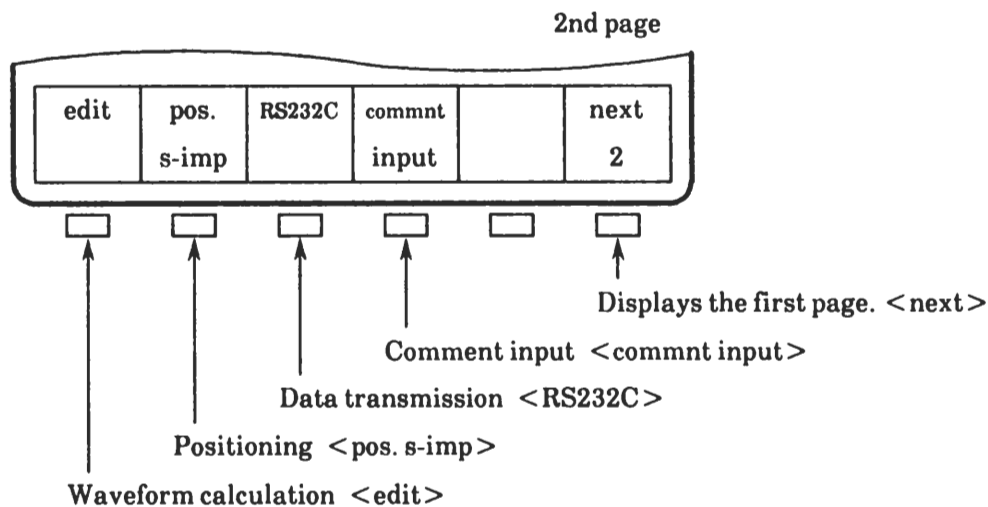 2nd page
edit pos. RS232C commnt next
s-imp input 2
Displays the first page. <next>
Comment input <commnt input>
Data transmission <RS232C>
Positioning <pos. s-imp>
Waveform calculation <edit>